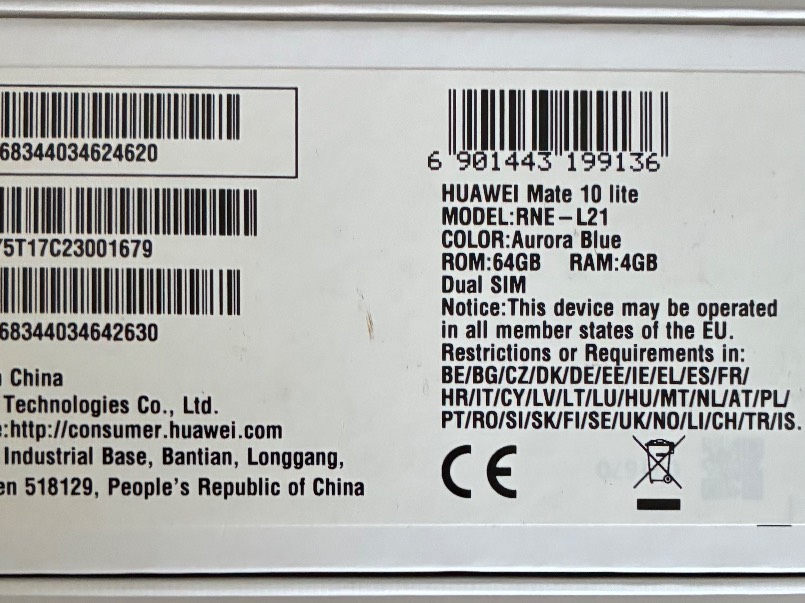 68344034624620
75T17C23001679
68344034642630
China
Technologies Co., Ltd.
:http://consumer.huawei.com
Industrial Base, Bantian, Longgang,
en 518129, People's Republic of China
6 901443 199136
HUAWEI Mate 10 lite
MODEL:RNE-L21
COLOR:Aurora Blue
ROM:64GB RAM:4GB
Dual SIM
Notice:This device may be operated
in all member states of the EU.
Restrictions or Requirements in:
BE/BG/CZ/DK/DE/EE/IE/EL/ES/FR/
HR/IT/CY/LV/LT/LU/HU/MT/NL/AT/PL/
PT/RO/SI/SK/FI/SE/UK/NO/LI/CH/TR/IS.
CE